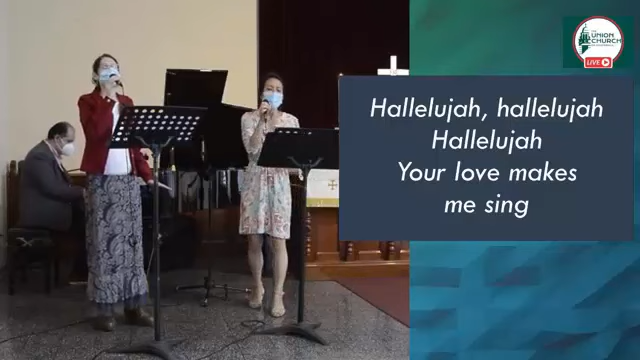 UNION
CHURCH
LIVE
Hallelujah, hallelujah
Hallelujah
Your love makes
me sing